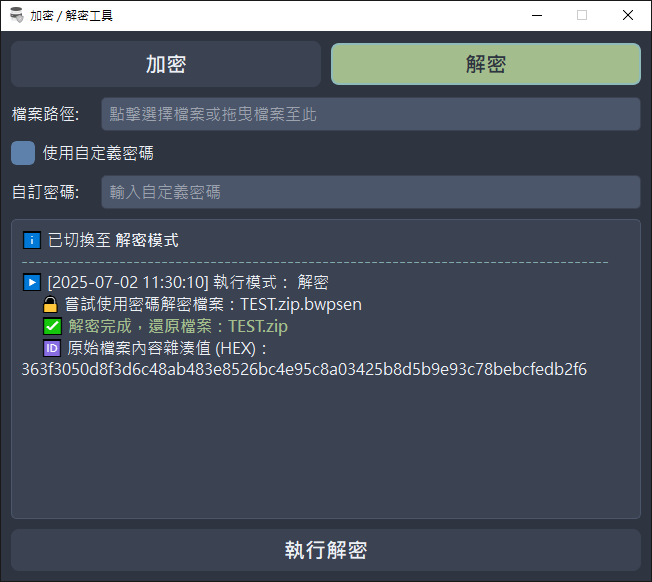 加密 / 解密工具
加密
解密
檔案路徑:
點擊選擇檔案或拖曳檔案至此
使用自定義密碼
自訂密碼:
輸入自定義密碼
ℹ️ 已切換至 解密模式
------------------------------------------------------------------------------------------
▶️ [2025-07-02 11:30:10] 執行模式： 解密
🔒 嘗試使用密碼解密檔案：TEST.zip.bwpsen
✅ 解密完成，還原檔案：TEST.zip
🆔 原始檔案內容雜湊值 (HEX)：
363f3050d8f3d6c48ab483e8526bc4e95c8a03425b8d5b9e93c78bebcfedb2f6
執行解密